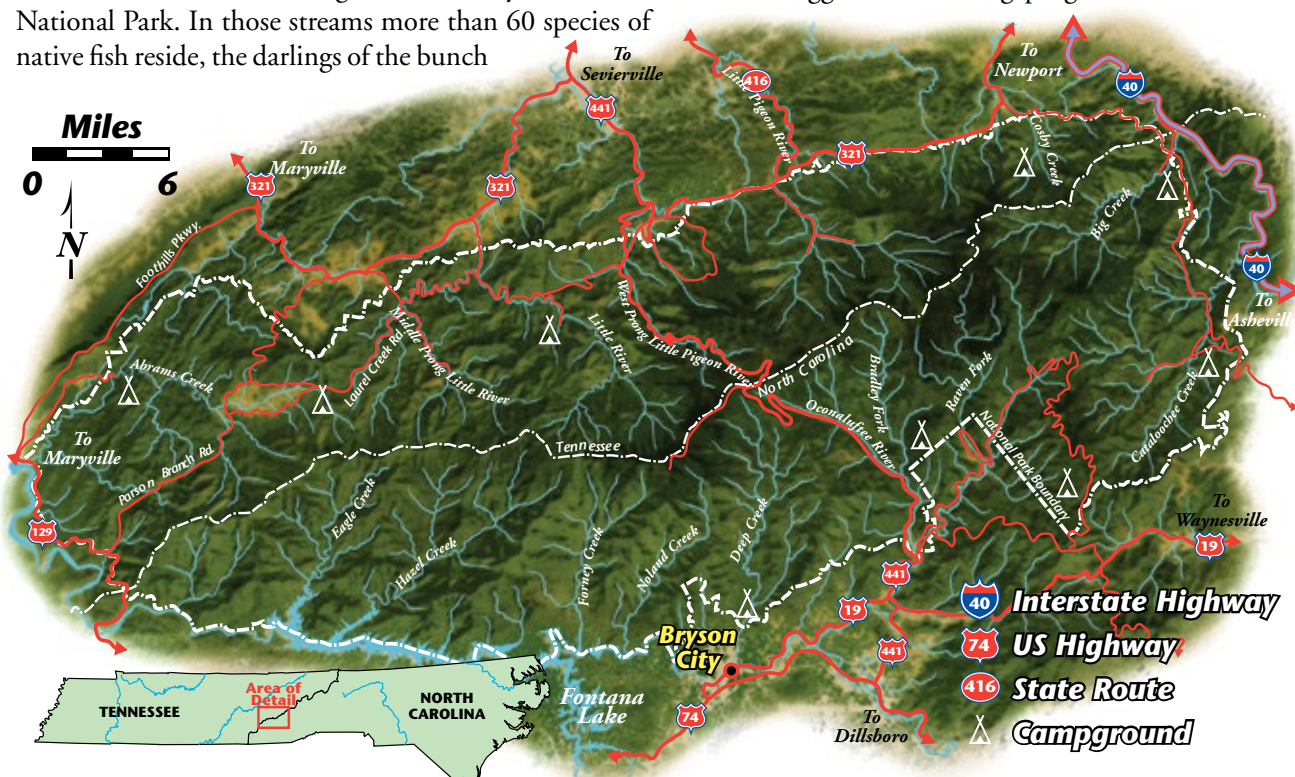 National Park. In those streams more than 60 species of
native fish reside, the darlings of the bunch
Miles
0 6
N
To
Maryville
321
To
Sevierville
441
321
416
Little Pigeon River
321
To
Newport
40
Cosby Creek
Big Creek
40
To
Asheville
Foothills Pkwy.
Abrams Creek
To
Maryville
Parson Branch Rd.
129
Laurel Creek Rd.
Middle Prong Little River
Little River
West Prong Little Pigeon River
North Carolina
Tennessee
Bradley Fork
Raven Fork
Oconaluftee River
National Park Boundary
Cataloochee Creek
Eagle Creek
Hazel Creek
Forney Creek
Noland Creek
Deep Creek
To
Waynesville
19
441
19
441
Bryson
City
74
To
Dillsboro
Fontana
Lake
40 Interstate Highway
74 US Highway
416 State Route
Campground
TENNESSEE
Area of
Detail
NORTH
CAROLINA